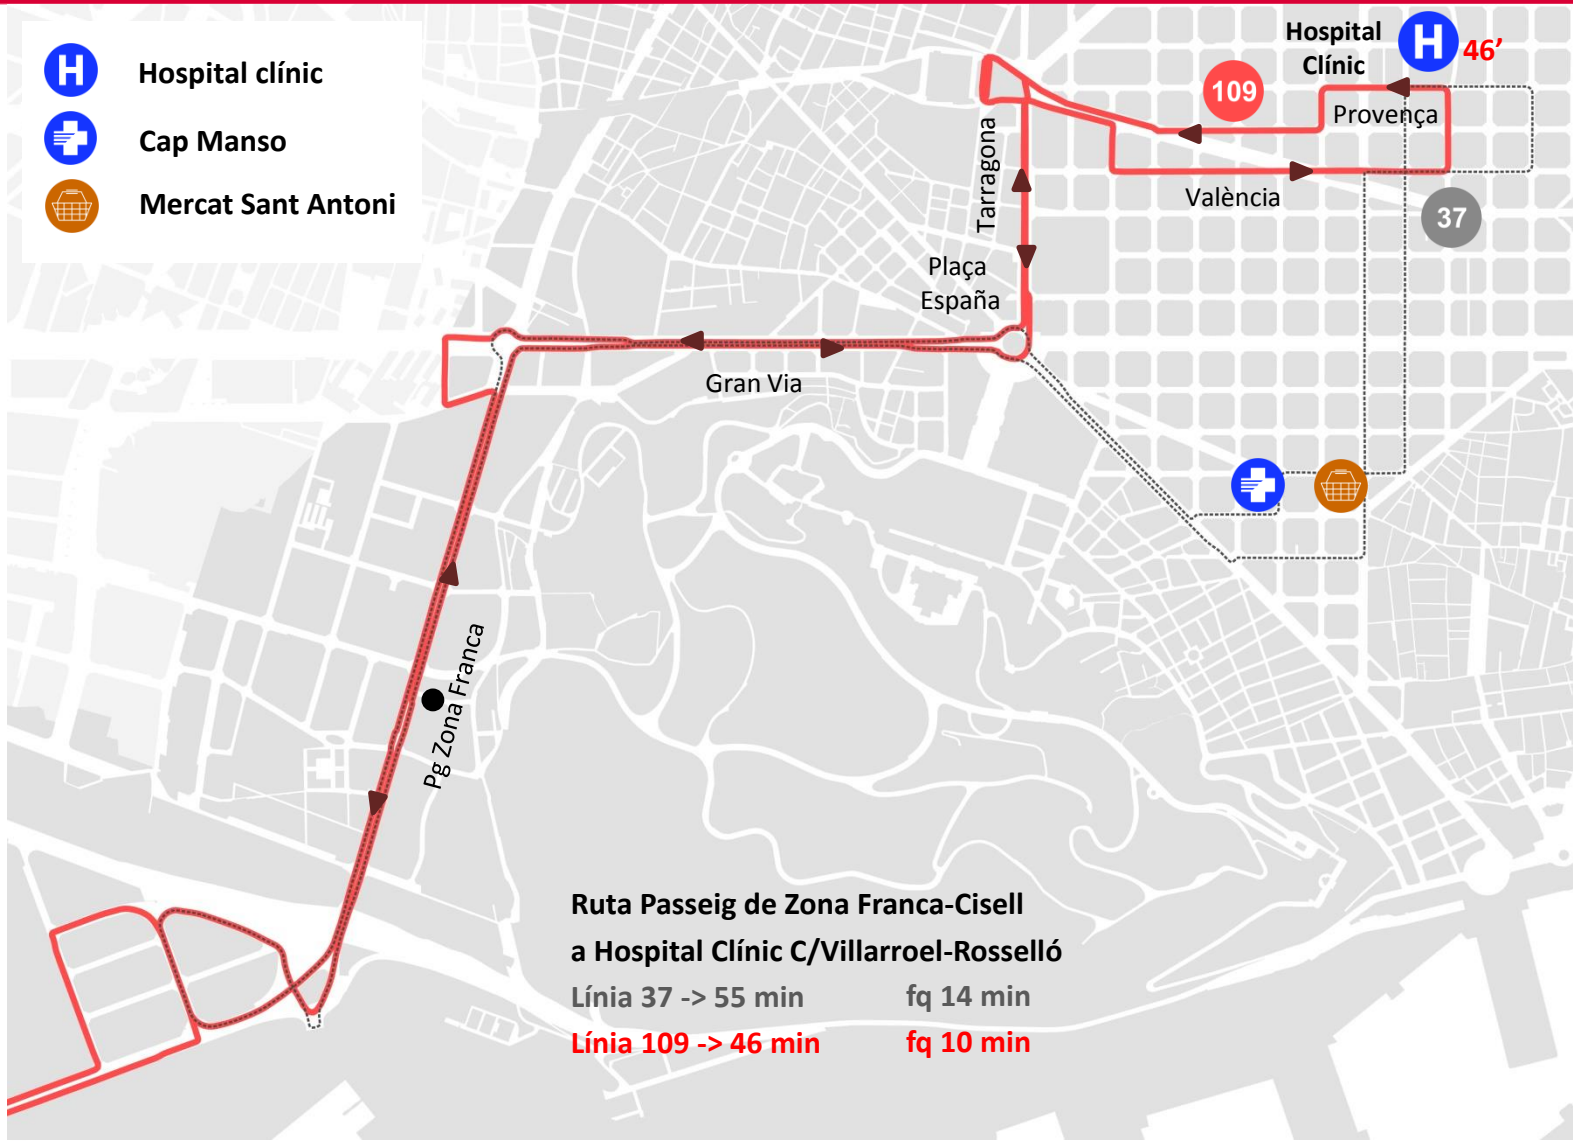 H
Hospital clínic
Cap Manso
Mercat Sant Antoni
Hospital
Clínic
H
46’
109
Provença
València
37
Tarragona
Plaça
España
Gran Via
Pg Zona Franca
Ruta Passeig de Zona Franca-Cisell
a Hospital Clínic C/Villarroel-Rosselló
Línia 37 -> 55 min fq 14 min
Línia 109 -> 46 min fq 10 min